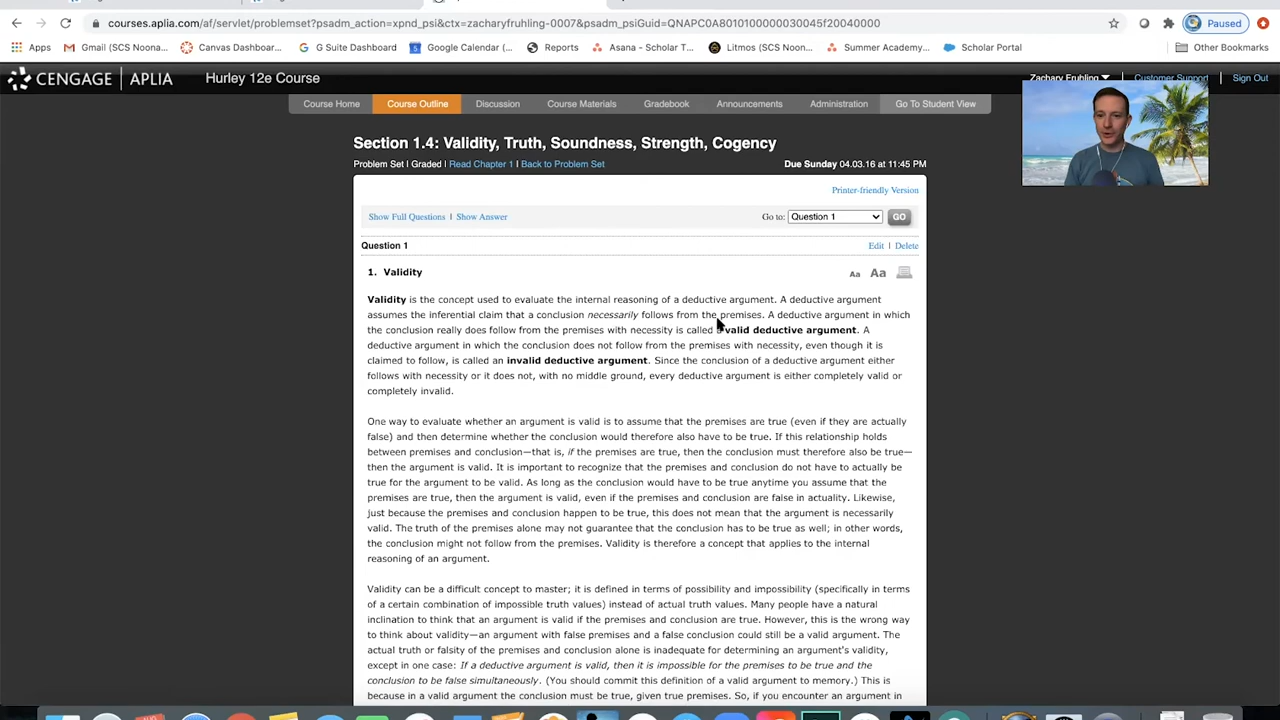 courses.aplia.com/af/servlet/problemset?psadm_action=xpnd_psi&ctx=zacharyfruhling-0007&psadm_psiGuid=QNAPC0A8010100000030045f20040000
Paused
Apps Gmail (SCS Noona... Canvas Dashboar... G Suite Dashboard Google Calendar (... Reports Asana - Scholar T... Litmos (SCS Noon... Summer Academy... Scholar Portal Other Bookmarks
CENGAGE | APLIA Hurley 12e Course Zachary Fruhling Customer Support Sign Out
Course Home Course Outline Discussion Course Materials Gradebook Announcements Administration Go To Student View
Section 1.4: Validity, Truth, Soundness, Strength, Cogency
Problem Set | Graded | Read Chapter 1 | Back to Problem Set Due Sunday 04.03.16 at 11:45 PM
Printer-friendly Version
Show Full Questions | Show Answer Go to: Question 1 GO
Question 1 Edit | Delete
1. Validity Aa Aa
Validity is the concept used to evaluate the internal reasoning of a deductive argument. A deductive argument
assumes the inferential claim that a conclusion necessarily follows from the premises. A deductive argument in which
the conclusion really does follow from the premises with necessity is called a valid deductive argument. A
deductive argument in which the conclusion does not follow from the premises with necessity, even though it is
claimed to follow, is called an invalid deductive argument. Since the conclusion of a deductive argument either
follows with necessity or it does not, with no middle ground, every deductive argument is either completely valid or
completely invalid.
One way to evaluate whether an argument is valid is to assume that the premises are true (even if they are actually
false) and then determine whether the conclusion would therefore also have to be true. If this relationship holds
between premises and conclusion—that is, if the premises are true, then the conclusion must therefore also be true—
then the argument is valid. It is important to recognize that the premises and conclusion do not have to actually be
true for the argument to be valid. As long as the conclusion would have to be true anytime you assume that the
premises are true, then the argument is valid, even if the premises and conclusion are false in actuality. Likewise,
just because the premises and conclusion happen to be true, this does not mean that the argument is necessarily
valid. The truth of the premises alone may not guarantee that the conclusion has to be true as well; in other words,
the conclusion might not follow from the premises. Validity is therefore a concept that applies to the internal
reasoning of an argument.
Validity can be a difficult concept to master; it is defined in terms of possibility and impossibility (specifically in terms
of a certain combination of impossible truth values) instead of actual truth values. Many people have a natural
inclination to think that an argument is valid if the premises and conclusion are true. However, this is the wrong way
to think about validity—an argument with false premises and a false conclusion could still be a valid argument. The
actual truth or falsity of the premises and conclusion alone is inadequate for determining an argument's validity,
except in one case: If a deductive argument is valid, then it is impossible for the premises to be true and the
conclusion to be false simultaneously. (You should commit this definition of a valid argument to memory.) This is
because in a valid argument the conclusion must be true, given true premises. So, if you encounter an argument in